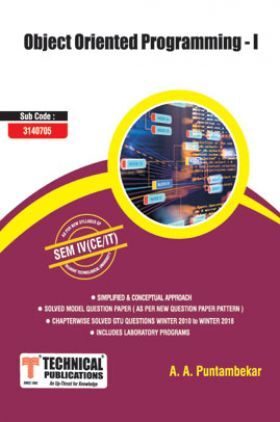 Object Oriented Programming - I
Sub Code :
3140705
SEM IV(CE/IT)
• SIMPLIFIED & CONCEPTUAL APPROACH
• SOLVED MODEL QUESTION PAPER ( AS PER NEW QUESTION PAPER PATTERN )
• CHAPTERWISE SOLVED GTU QUESTIONS WINTER 2010 to WINTER 2018
• INCLUDES LABORATORY PROGRAMS
TECHNICAL
PUBLICATIONS
An Up-Thrust for Knowledge
A. A. Puntambekar